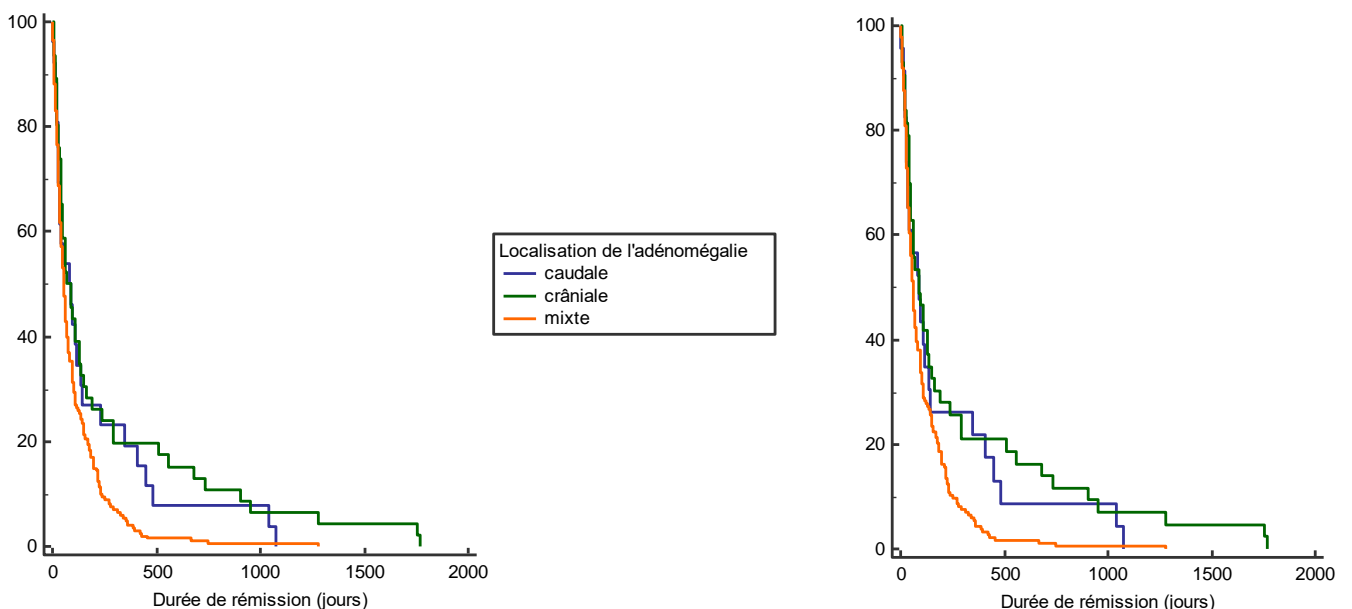 100
80
60
40
20
0
0 500 1000 1500 2000
Durée de rémission (jours)
Localisation de l'adénomégalie
caudale
crâniale
mixte
100
80
60
40
20
0
0 500 1000 1500 2000
Durée de rémission (jours)